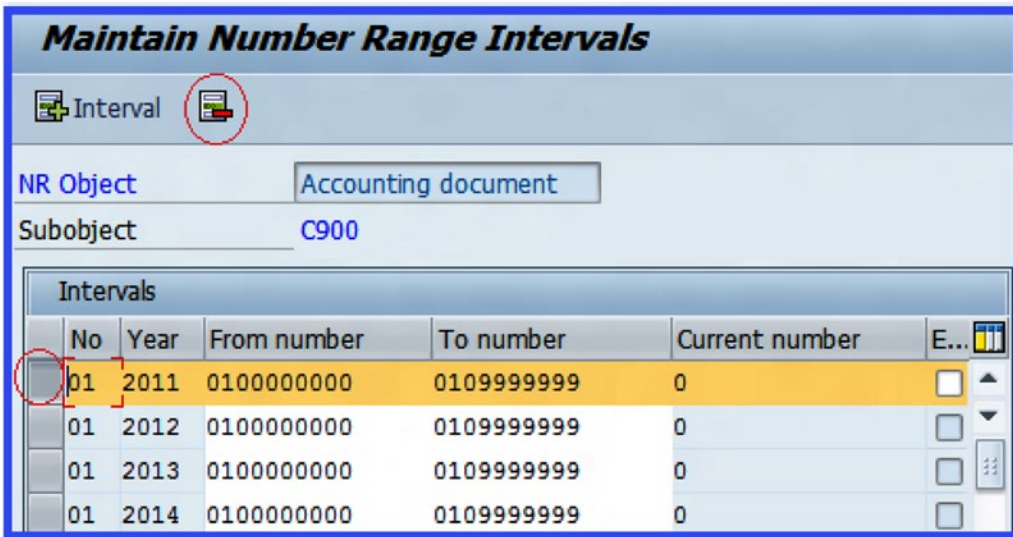 Maintain Number Range Intervals
Interval
NR Object Accounting document
Subobject C900
Intervals
No Year From number To number Current number E...
01 2011 0100000000 0109999999 0
01 2012 0100000000 0109999999 0
01 2013 0100000000 0109999999 0
01 2014 0100000000 0109999999 0